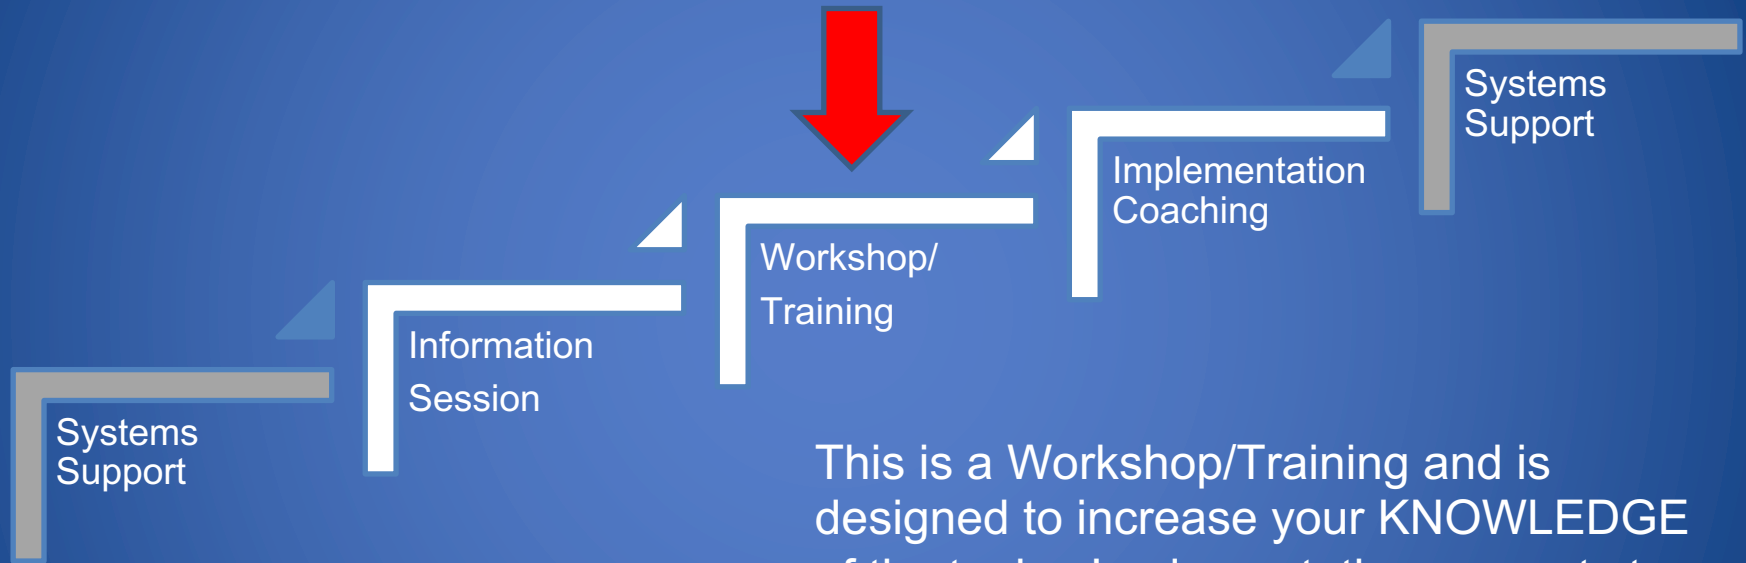 Systems
Support
Implementation
Coaching
Workshop/
Training
Information
Session
Systems
Support
This is a Workshop/Training and is
designed to increase your KNOWLEDGE